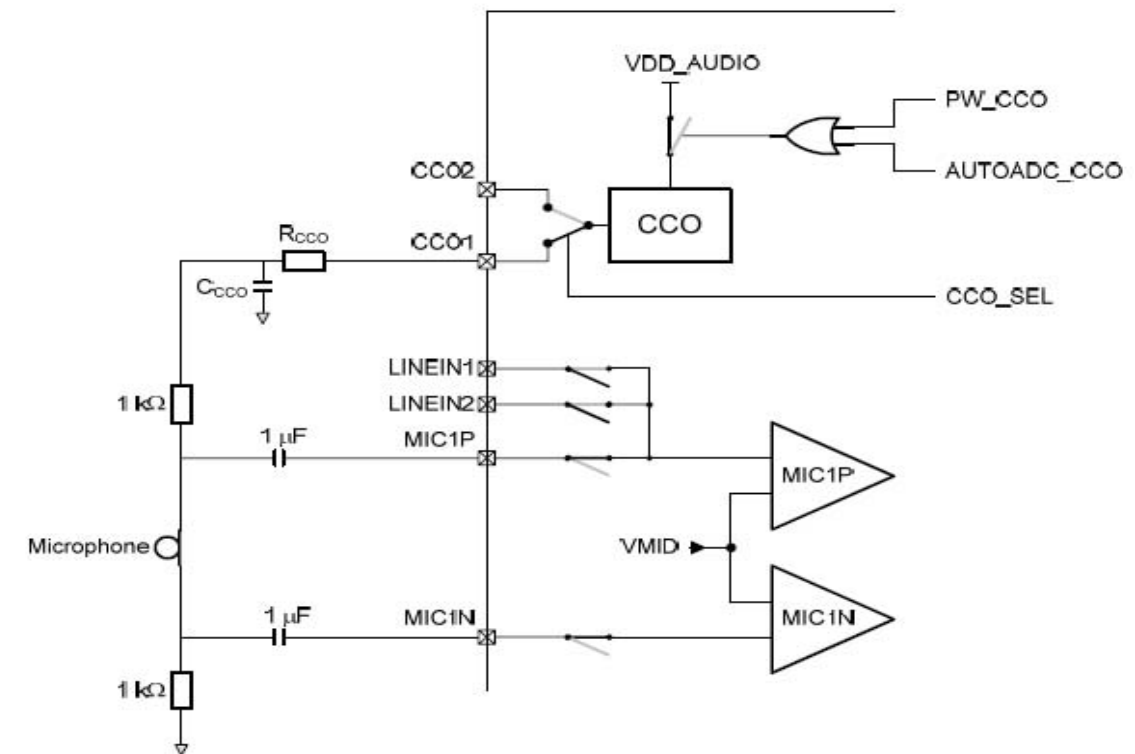 VDD_AUDIO
PW_CCO
AUTOADC_CCO
CCO2
CCO
RCCO
CCO1
CCCO
CCO_SEL
LINEIN1
LINEIN2
1 kΩ
1 µF
MIC1P
MIC1P
Microphone
VMID
1 µF
MIC1N
MIC1N
1 kΩ